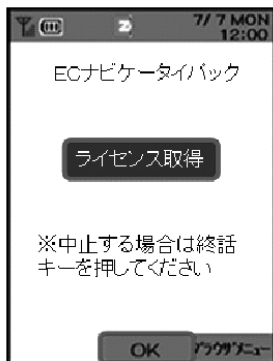 7/ 7 MON
12:00
ECナビケータイパック
ライセンス取得
※中止する場合は終話
キーを押してください
OK
ブラウザメニュー